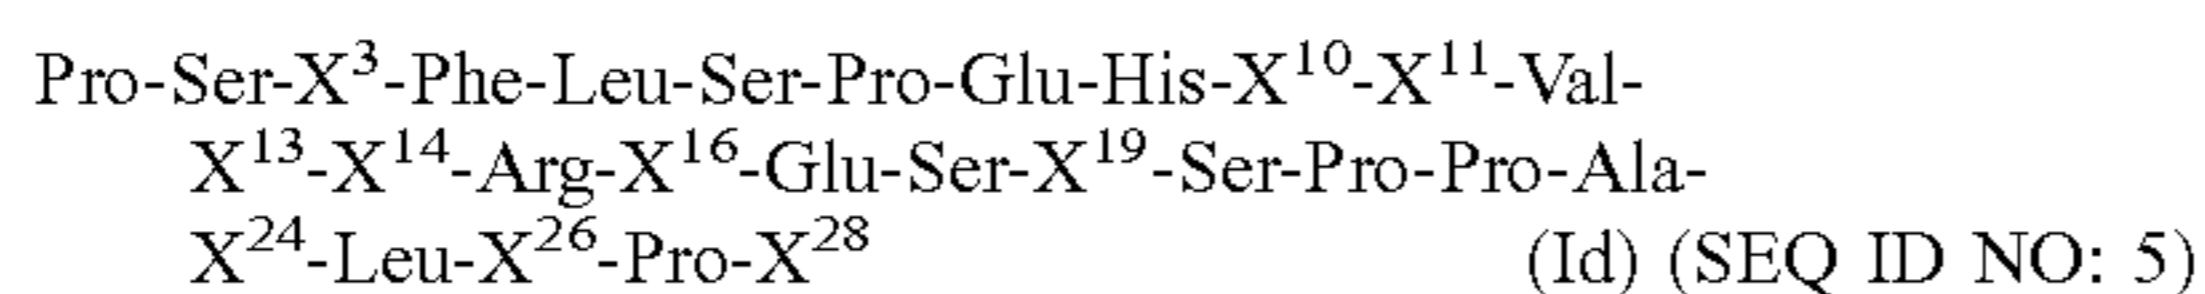 Pro-Ser-X³-Phe-Leu-Ser-Pro-Glu-His-X¹⁰-X¹¹-Val-
X¹³-X¹⁴-Arg-X¹⁶-Glu-Ser-X¹⁹-Ser-Pro-Pro-Ala-
X²⁴-Leu-X²⁶-Pro-X²⁸ (Id) (SEQ ID NO: 5)